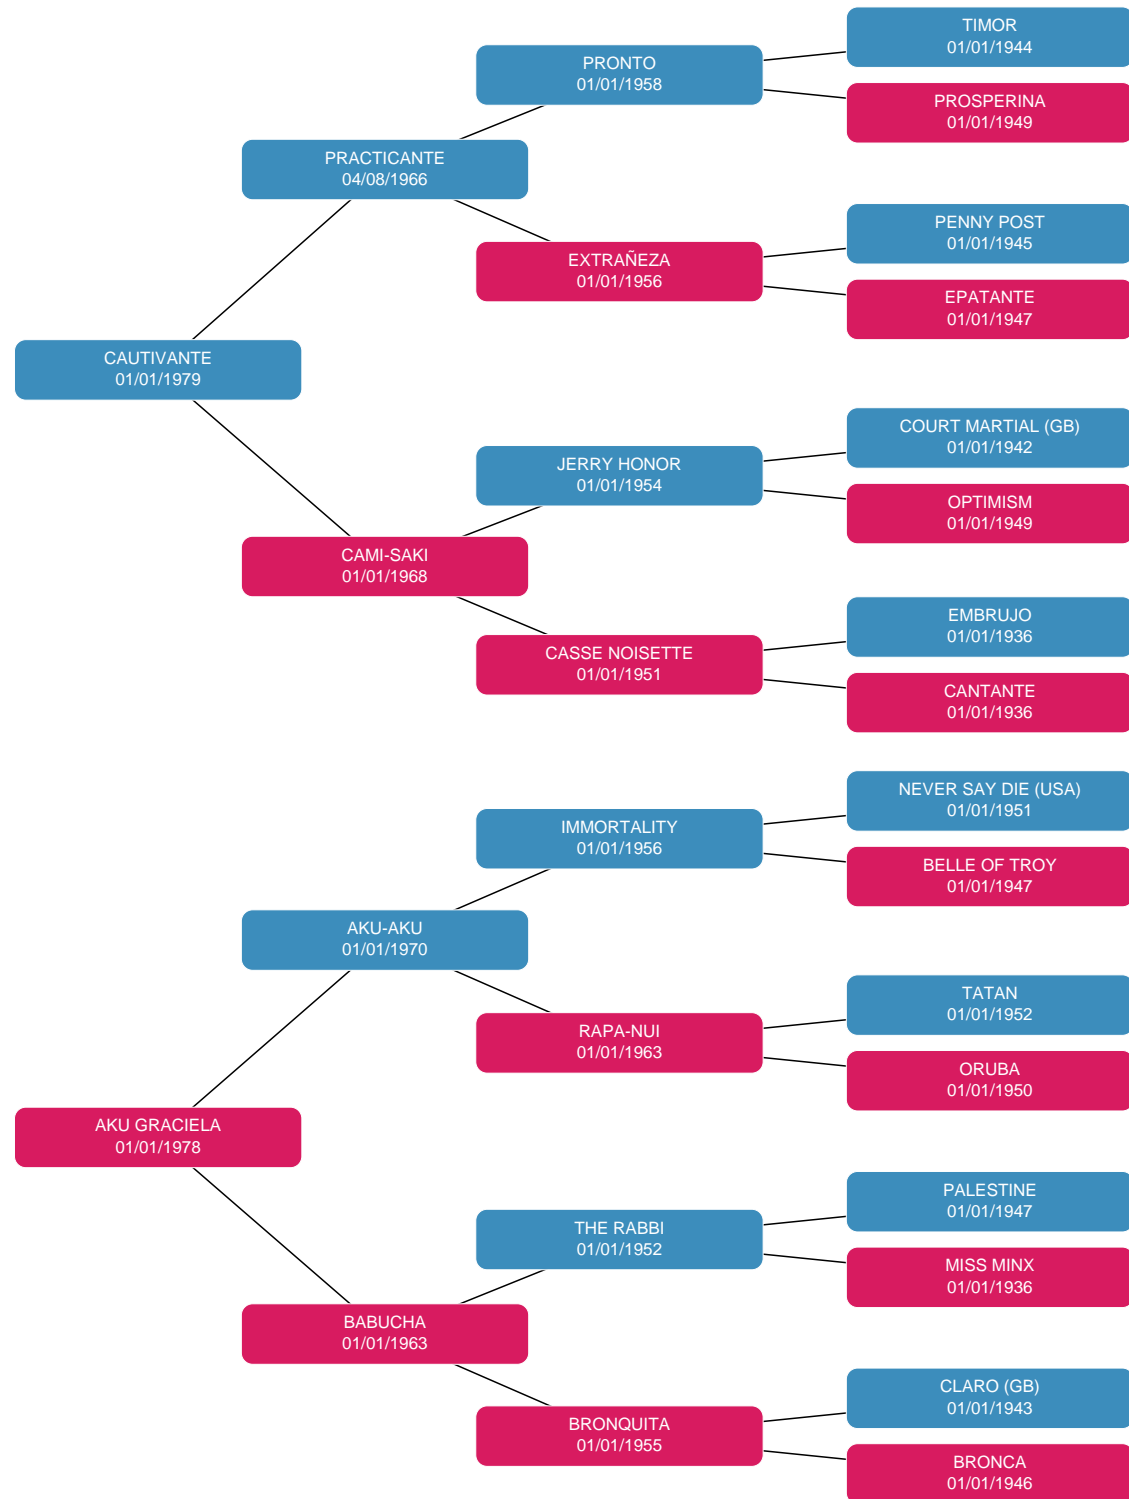 TIMOR
01/01/1944
PRONTO
01/01/1958
PROSPERINA
01/01/1949
PRACTICANTE
04/08/1966
PENNY POST
01/01/1945
EXTRAÑEZA
01/01/1956
EPATANTE
01/01/1947
CAUTIVANTE
01/01/1979
COURT MARTIAL (GB)
01/01/1942
JERRY HONOR
01/01/1954
OPTIMISM
01/01/1949
CAMI-SAKI
01/01/1968
EMBRUJO
01/01/1936
CASSE NOISETTE
01/01/1951
CANTANTE
01/01/1936
NEVER SAY DIE (USA)
01/01/1951
IMMORTALITY
01/01/1956
BELLE OF TROY
01/01/1947
AKU-AKU
01/01/1970
TATAN
01/01/1952
RAPA-NUI
01/01/1963
ORUBA
01/01/1950
AKU GRACIELA
01/01/1978
PALESTINE
01/01/1947
THE RABBI
01/01/1952
MISS MINX
01/01/1936
BABUCHA
01/01/1963
CLARO (GB)
01/01/1943
BRONQUITA
01/01/1955
BRONCA
01/01/1946